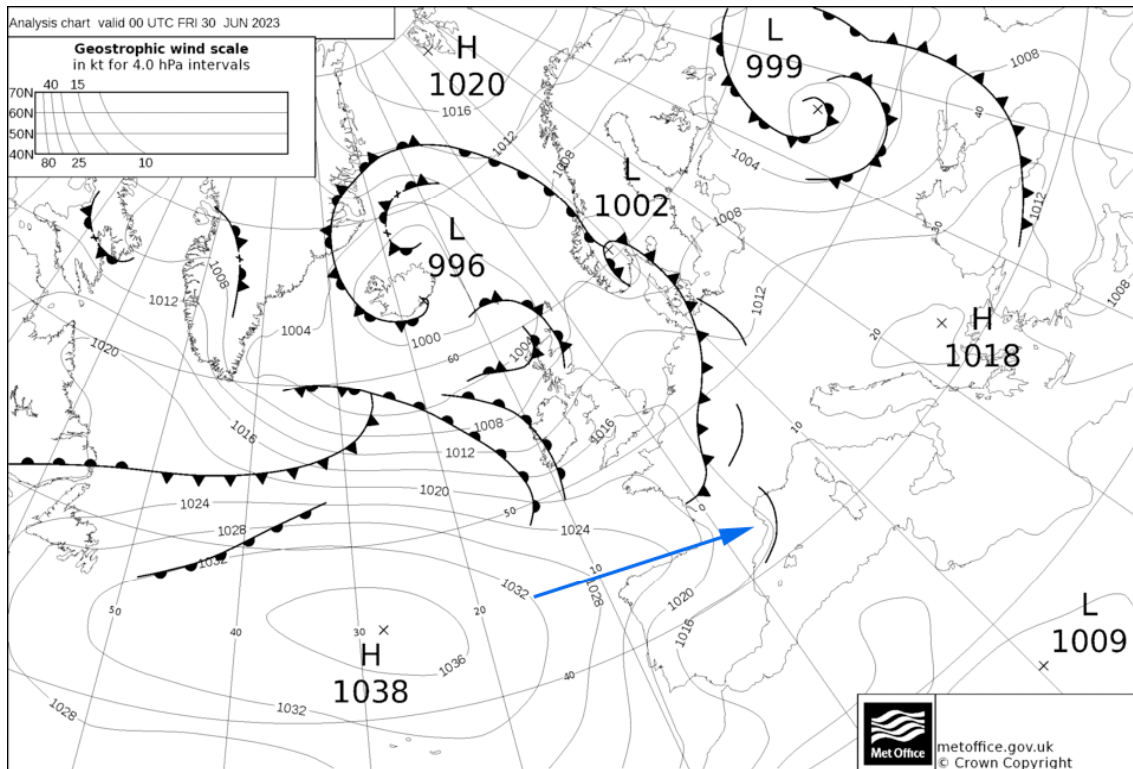 Analysis chart valid 00 UTC FRI 30 JUN 2023
Geostrophic wind scale
in kt for 4.0 hPa intervals
40 15
70N
60N
50N
40N
80 25 10
H
1020
L
999
1008
1016
1012
1008
40
1004
L
1002
1008
1012
L
996
30
1008
1012
1012
1008
1004
1000
1004
60
20
H
1018
1020
1016
1008
1016
10
1012
1020
1024
50
0
1028
1024
1032
10
1032
1028
1020
50
40
30
20
1016
L
1009
H
1038
1036
40
1032
1028
Met Office
metoffice.gov.uk
© Crown Copyright